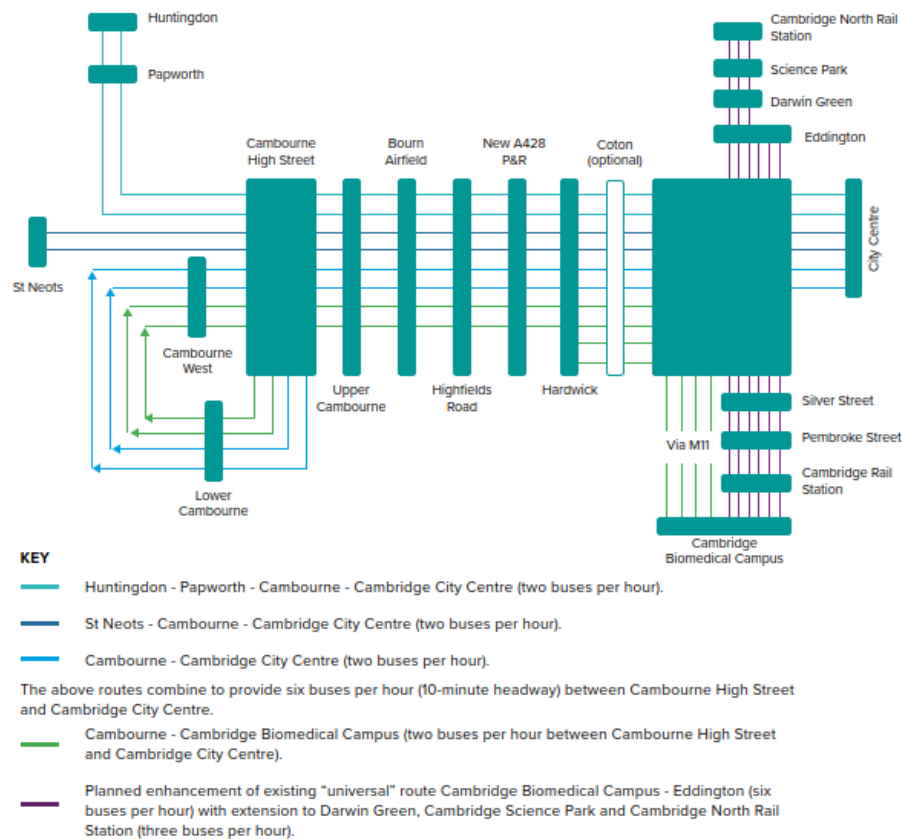 Huntingdon
Papworth
Cambridge North Rail
Station
Science Park
Darwin Green
Eddington
Cambourne
High Street
Bourn
Airfield
New A428
P&R
Coton
(optional)
City Centre
St Neots
Cambourne
West
Upper
Cambourne
Highfields
Road
Hardwick
Lower
Cambourne
Silver Street
Via M11
Pembroke Street
Cambridge Rail
Station
Cambridge
Biomedical Campus
KEY
Huntingdon - Papworth - Cambourne - Cambridge City Centre (two buses per hour).
St Neots - Cambourne - Cambridge City Centre (two buses per hour).
Cambourne - Cambridge City Centre (two buses per hour).
The above routes combine to provide six buses per hour (10-minute headway) between Cambourne High Street
and Cambridge City Centre.
Cambourne - Cambridge Biomedical Campus (two buses per hour between Cambourne High Street
and Cambridge City Centre).
Planned enhancement of existing “universal” route Cambridge Biomedical Campus - Eddington (six
buses per hour) with extension to Darwin Green, Cambridge Science Park and Cambridge North Rail
Station (three buses per hour).